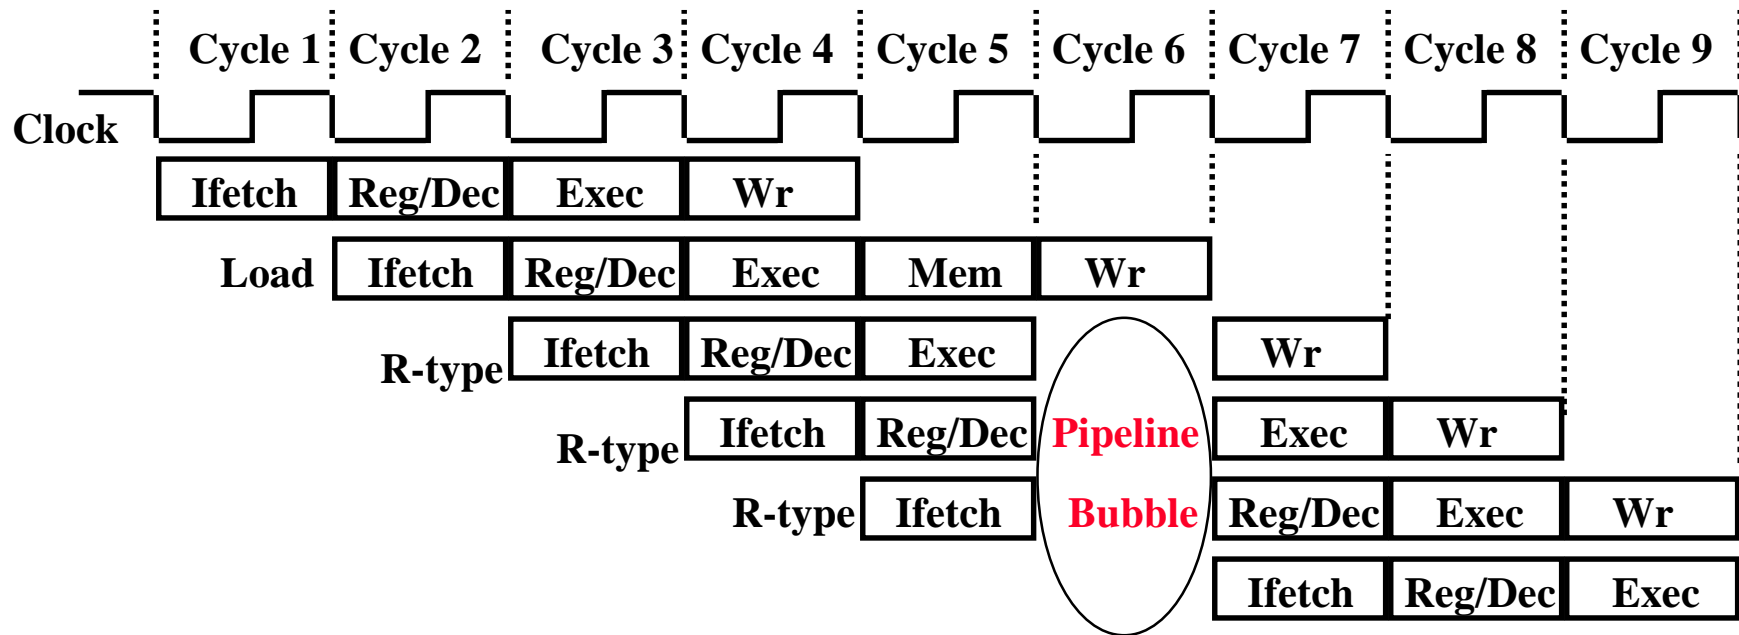 Cycle 1 Cycle 2 Cycle 3 Cycle 4 Cycle 5 Cycle 6 Cycle 7 Cycle 8 Cycle 9
Clock
Ifetch Reg/Dec Exec Wr
Load Ifetch Reg/Dec Exec Mem Wr
R-type Ifetch Reg/Dec Exec Wr
R-type Ifetch Reg/Dec Pipeline Exec Wr
R-type Ifetch Bubble Reg/Dec Exec Wr
Ifetch Reg/Dec Exec